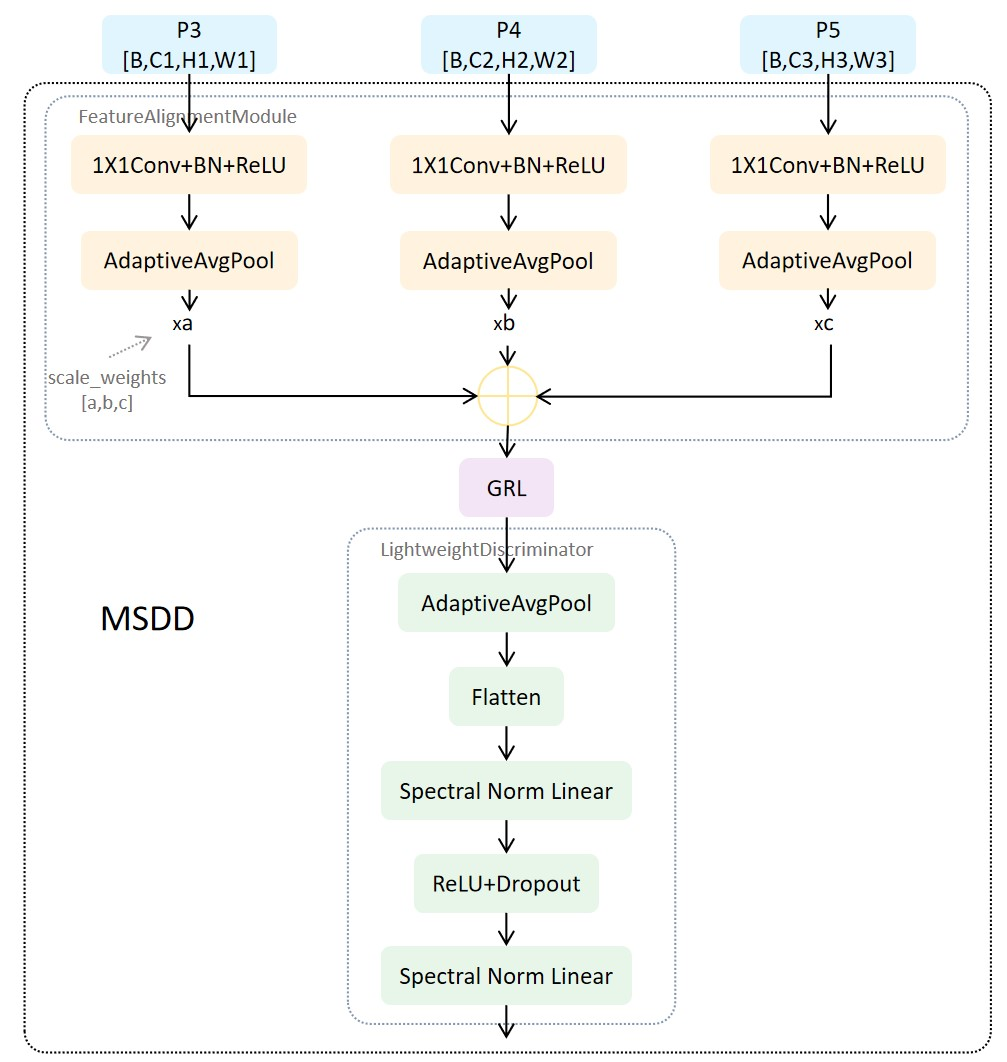 P3
[B,C1,H1,W1]
P4
[B,C2,H2,W2]
P5
[B,C3,H3,W3]
FeatureAlignmentModule
1X1Conv+BN+ReLU
1X1Conv+BN+ReLU
1X1Conv+BN+ReLU
AdaptiveAvgPool
AdaptiveAvgPool
AdaptiveAvgPool
xa
xb
xc
scale_weights
[a,b,c]
GRL
LightweightDiscriminator
AdaptiveAvgPool
MSDD
Flatten
Spectral Norm Linear
ReLU+Dropout
Spectral Norm Linear